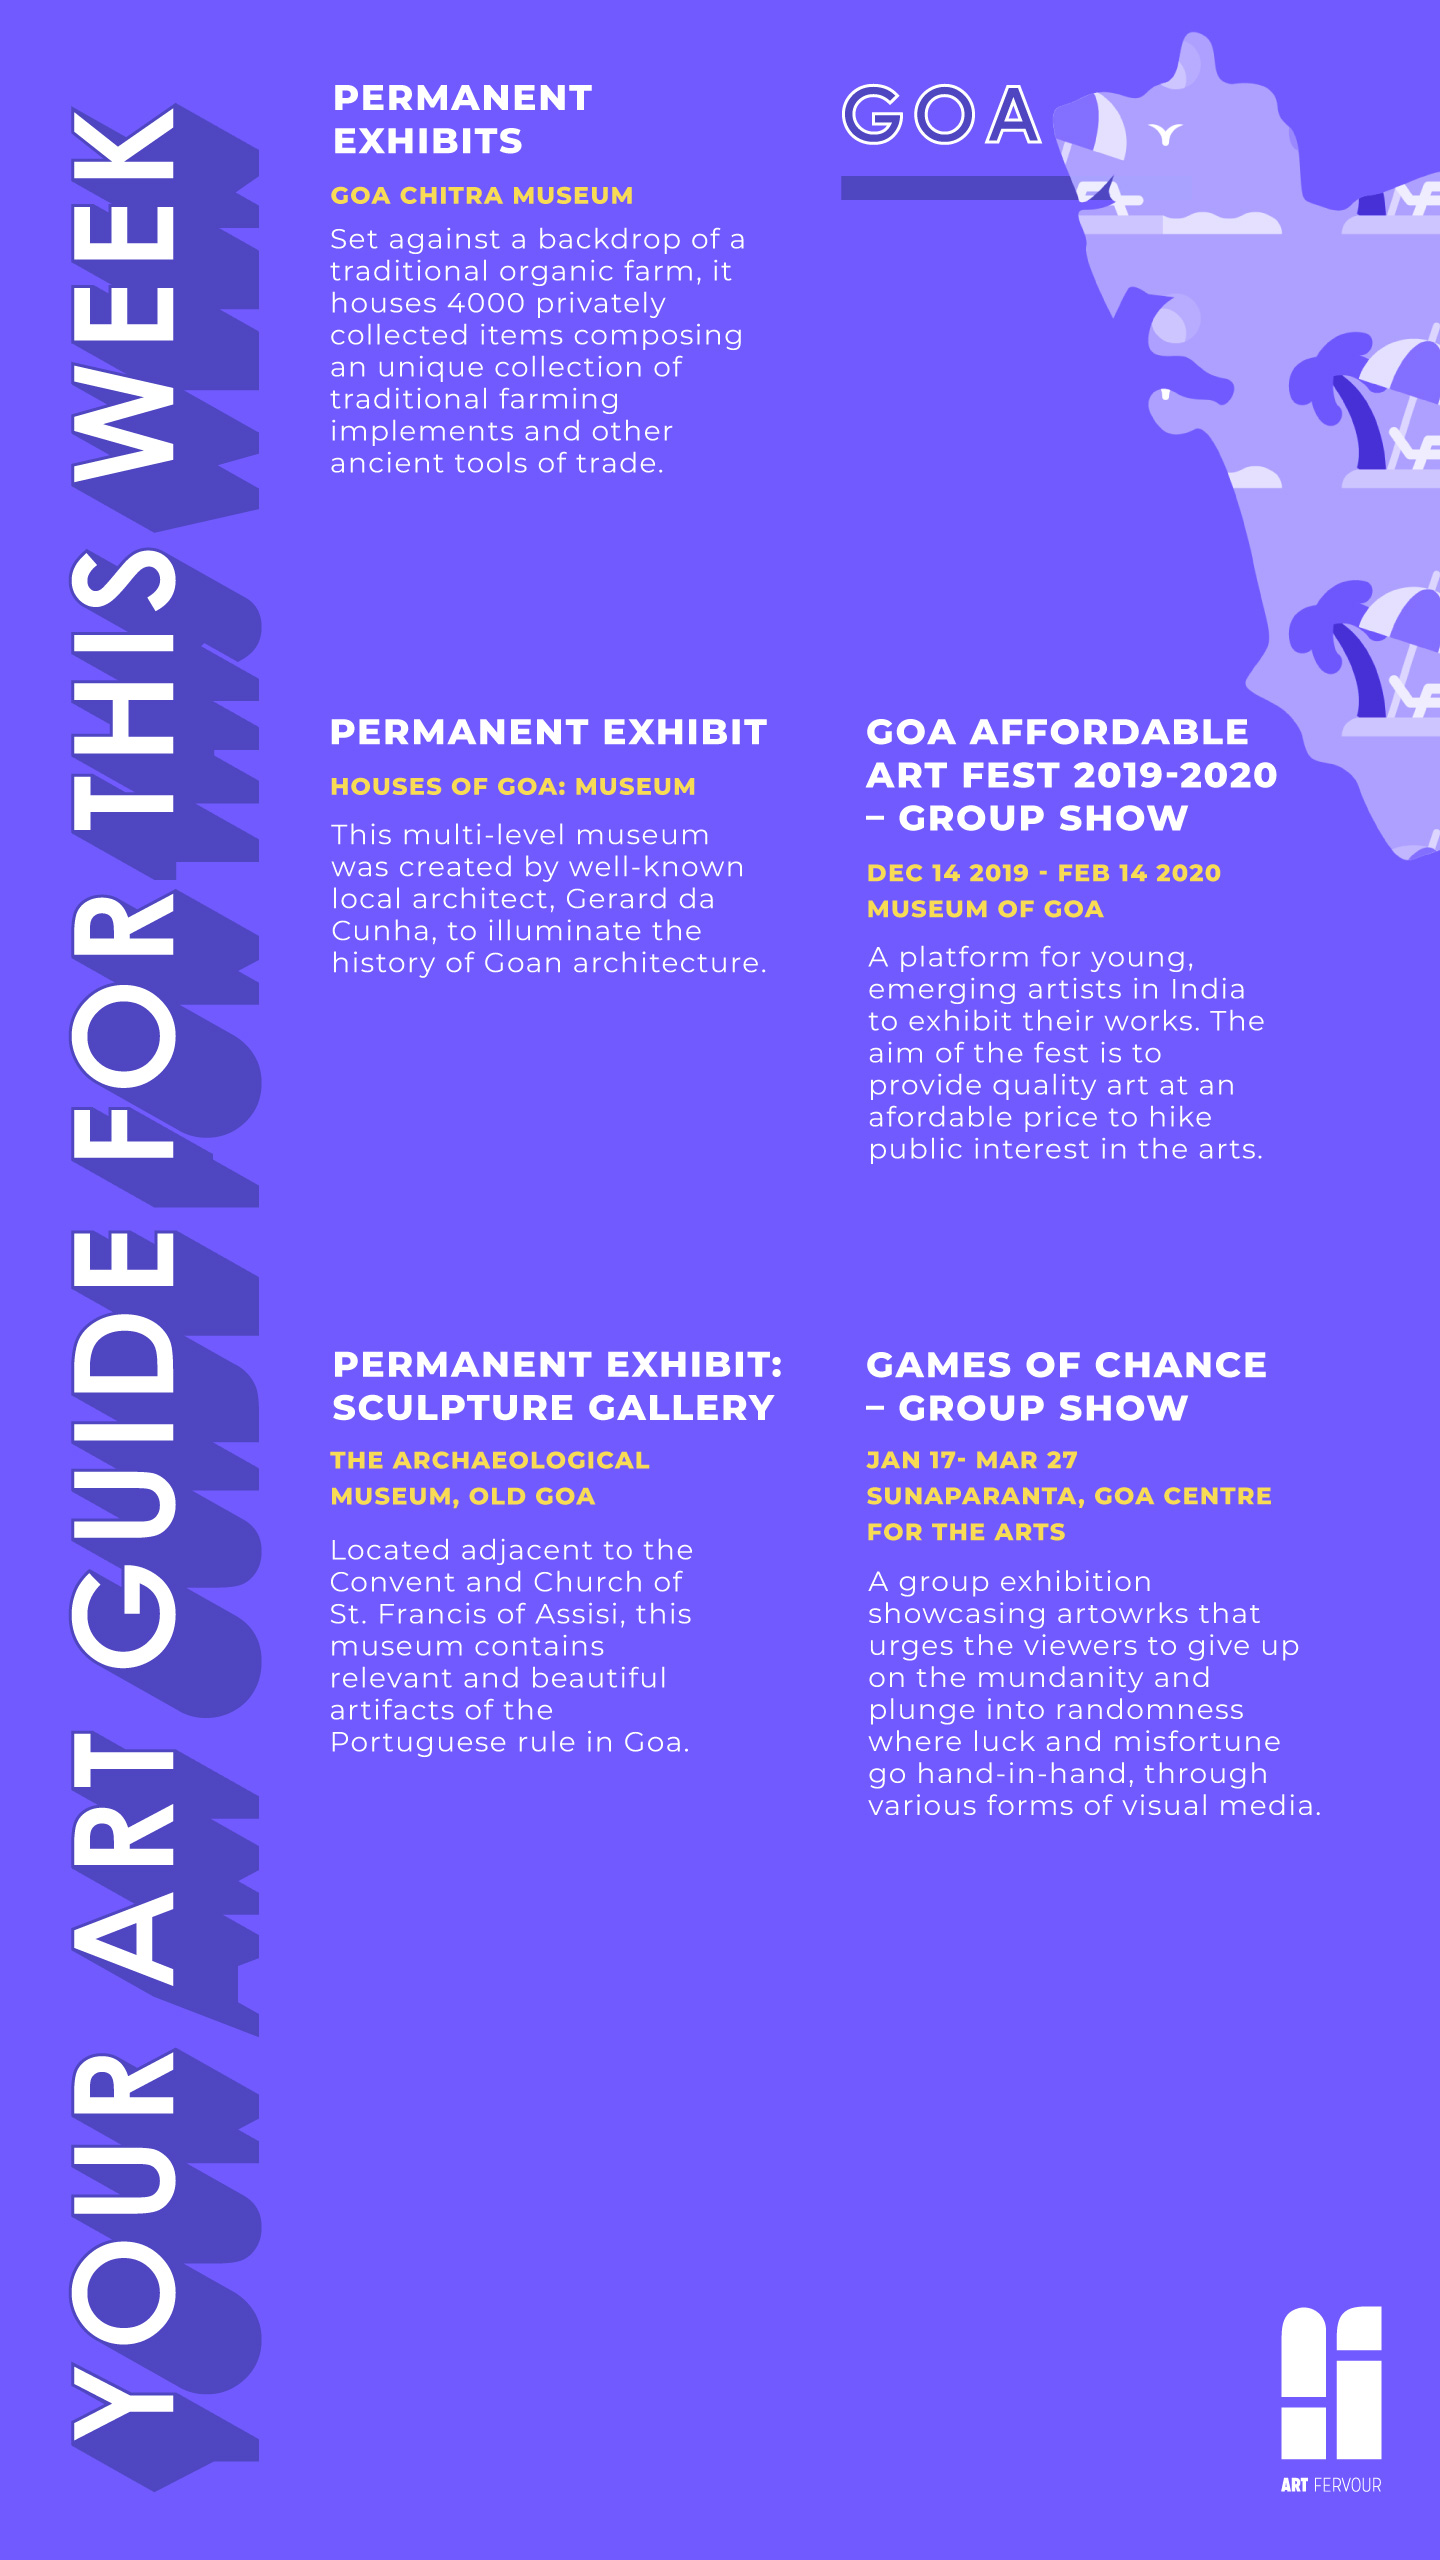 YOUR ART GUIDE FOR THIS WEEK
GOA
PERMANENT
EXHIBITS
GOA CHITRA MUSEUM
Set against a backdrop of a
traditional organic farm, it
houses 4000 privately
collected items composing
an unique collection of
traditional farming
implements and other
ancient tools of trade.
PERMANENT EXHIBIT
HOUSES OF GOA: MUSEUM
This multi-level museum
was created by well-known
local architect, Gerard da
Cunha, to illuminate the
history of Goan architecture.
GOA AFFORDABLE
ART FEST 2019-2020
– GROUP SHOW
DEC 14 2019 - FEB 14 2020
MUSEUM OF GOA
A platform for young,
emerging artists in India
to exhibit their works. The
aim of the fest is to
provide quality art at an
afordable price to hike
public interest in the arts.
PERMANENT EXHIBIT:
SCULPTURE GALLERY
THE ARCHAEOLOGICAL
MUSEUM, OLD GOA
Located adjacent to the
Convent and Church of
St. Francis of Assisi, this
museum contains
relevant and beautiful
artifacts of the
Portuguese rule in Goa.
GAMES OF CHANCE
– GROUP SHOW
JAN 17- MAR 27
SUNAPARANTA, GOA CENTRE
FOR THE ARTS
A group exhibition
showcasing artowrks that
urges the viewers to give up
on the mundanity and
plunge into randomness
where luck and misfortune
go hand-in-hand, through
various forms of visual media.
ART FERVOUR